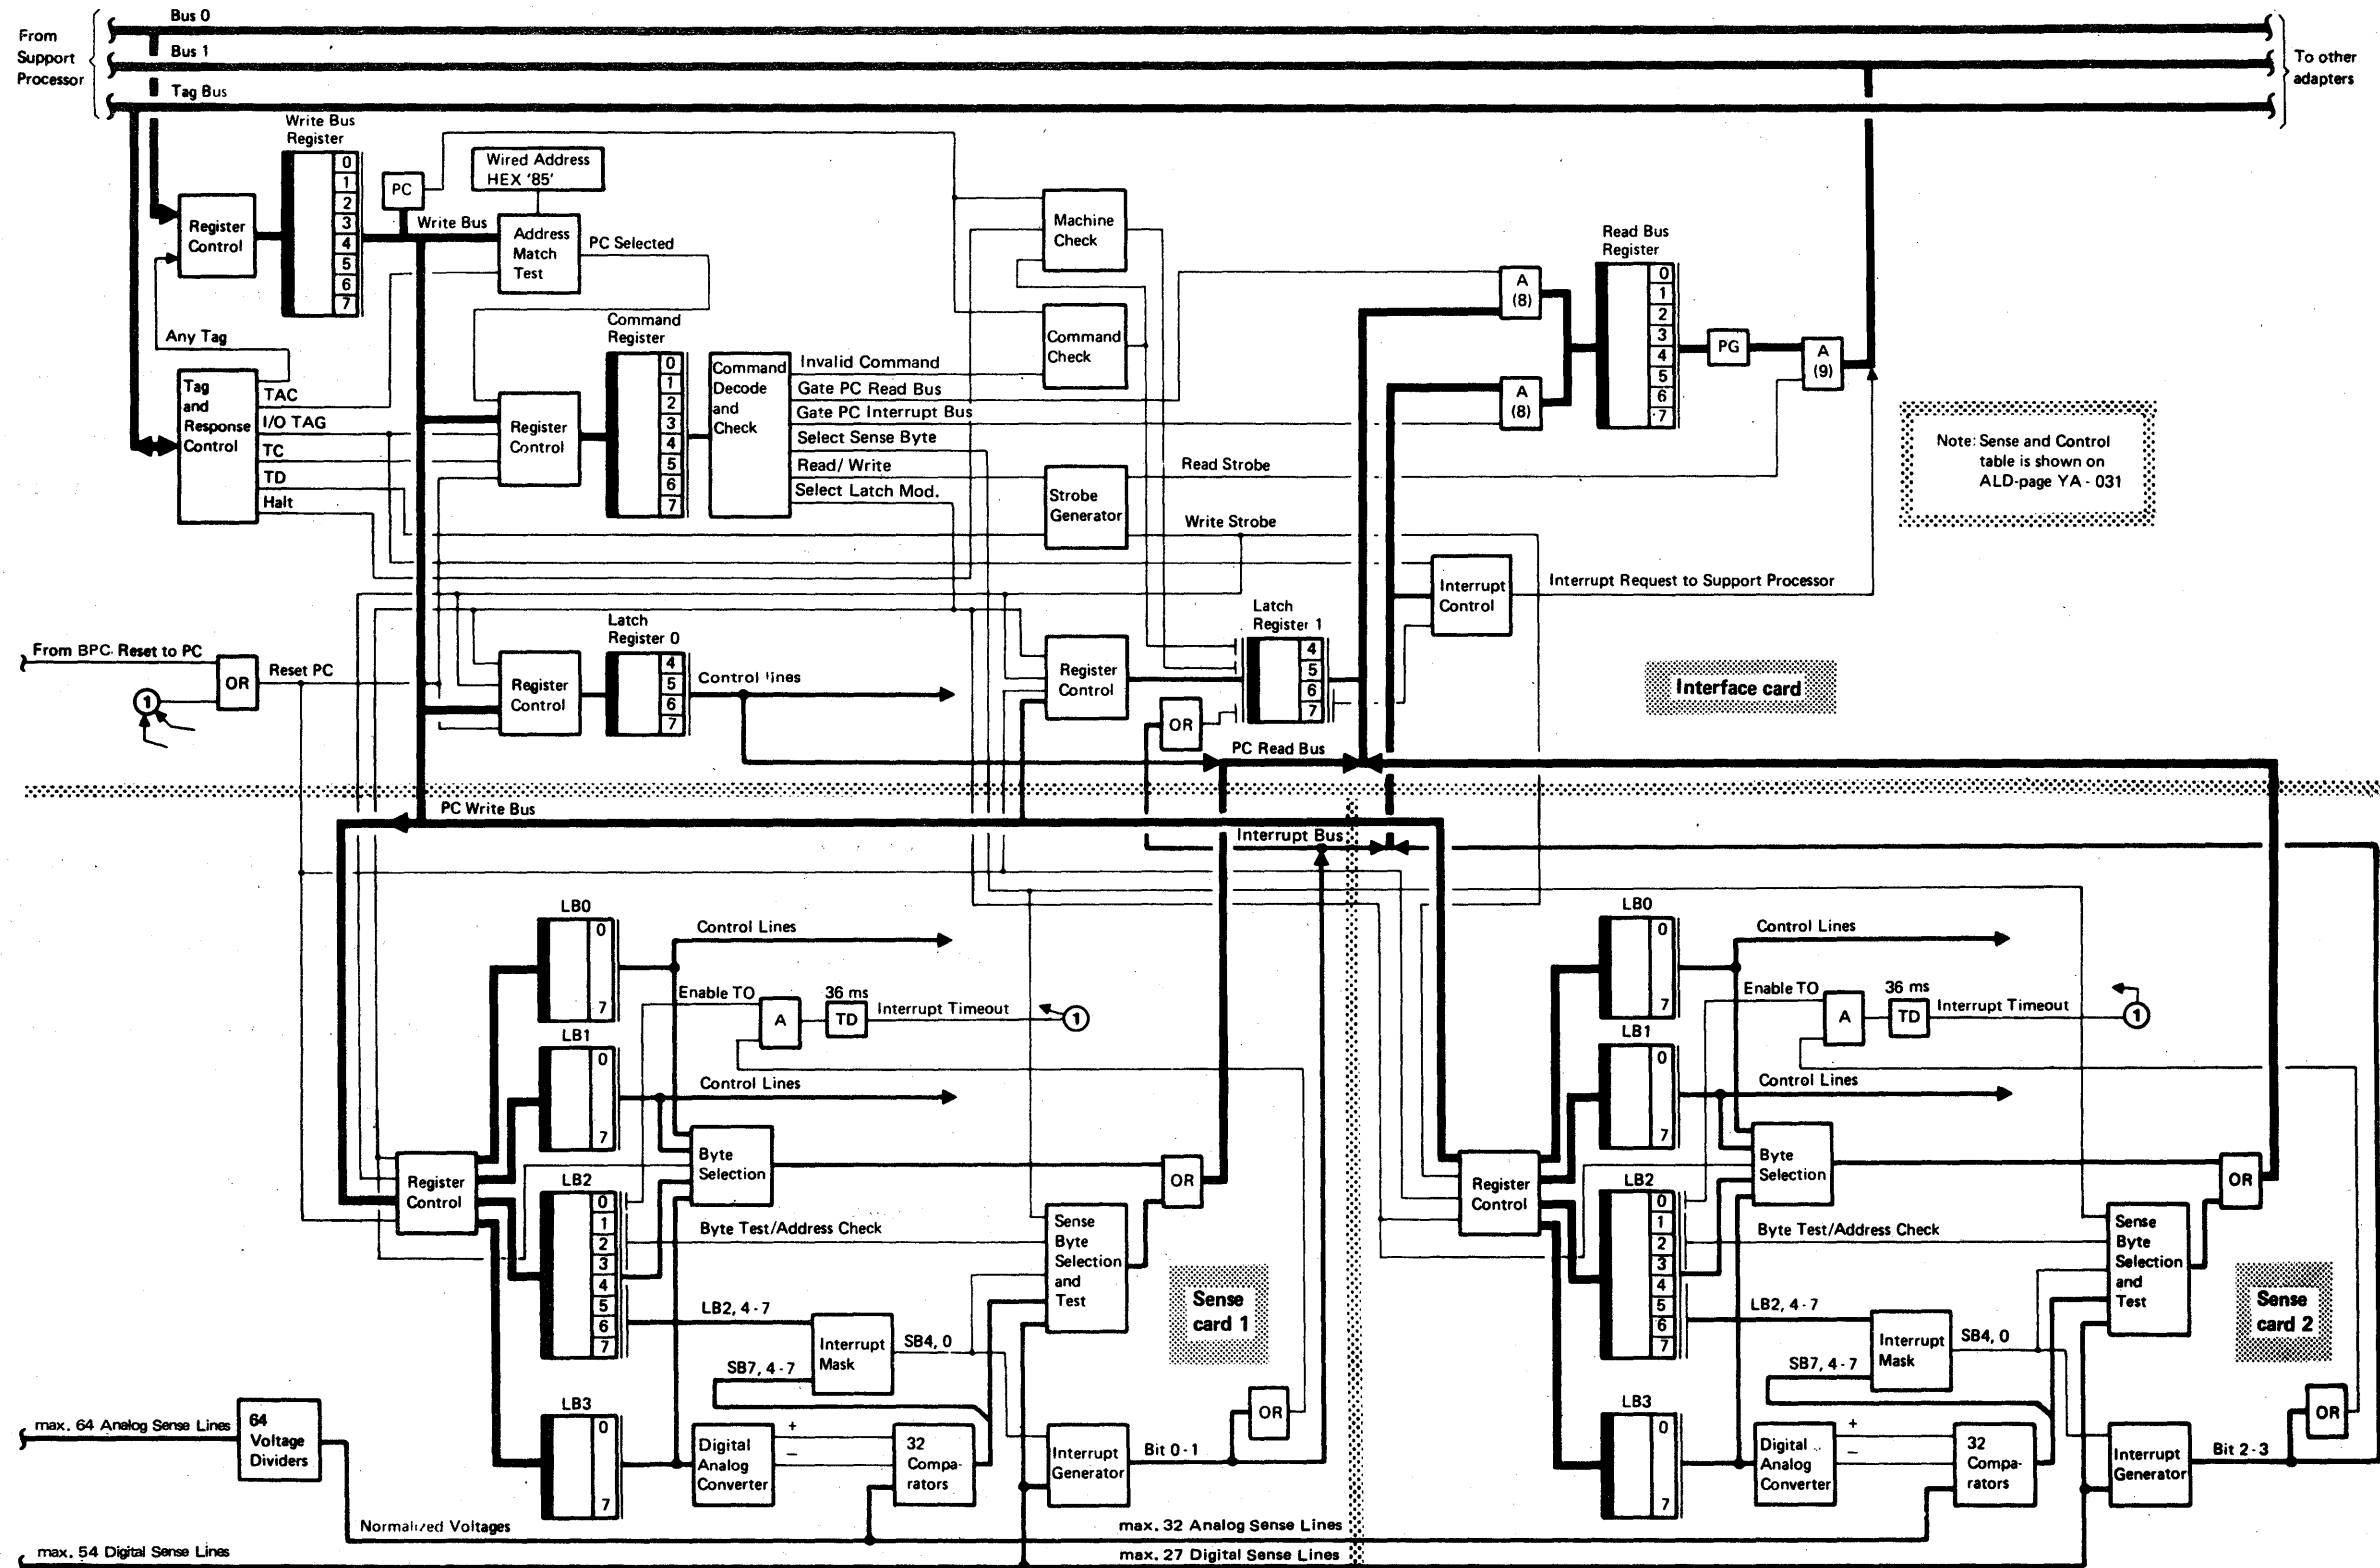 Bus 0
From
Support
Processor
Bus 1
To other
adapters
Tag Bus
Write Bus
Register
0
1
2
3
4
5
6
7
PC
Wired Address
HEX '85'
Register
Control
Write Bus
Address
Match
Test
PC Selected
Machine
Check
Read Bus
Register
0
1
2
3
4
5
6
7
A
(8)
A
(8)
PG
A
(9)
Any Tag
Tag
and
Response
Control
TAC
I/O TAG
TC
TD
Halt
Command
Register
0
1
2
3
4
5
6
7
Register
Control
Command
Decode
and
Check
Invalid Command
Gate PC Read Bus
Gate PC Interrupt Bus
Select Sense Byte
Read/ Write
Select Latch Mod.
Command
Check
Strobe
Generator
Read Strobe
Write Strobe
Note: Sense and Control
table is shown on
ALD-page YA - 031
Interrupt
Control
Interrupt Request to Support Processor
From BPC Reset to PC
OR
Reset PC
1
Register
Control
Latch
Register 0
4
5
6
7
Control lines
Register
Control
Latch
Register 1
4
5
6
7
OR
Interface card
PC Read Bus
PC Write Bus
Interrupt Bus
LB0
0
7
Control Lines
Enable TO
A
36 ms
TD
Interrupt Timeout
1
LB1
0
7
Control Lines
Register
Control
Byte
Selection
OR
LB2
0
1
2
3
4
5
6
7
Byte Test/Address Check
Sense
Byte
Selection
and
Test
Sense
card 1
LB2, 4 - 7
Interrupt
Mask
SB4, 0
SB7, 4 - 7
LB3
0
7
Digital
Analog
Converter
+
–
32
Compa-
rators
Interrupt
Generator
Bit 0 - 1
OR
max. 64 Analog Sense Lines
64
Voltage
Dividers
Normalized Voltages
max. 32 Analog Sense Lines
max. 54 Digital Sense Lines
max. 27 Digital Sense Lines
LB0
0
7
Control Lines
Enable TO
A
36 ms
TD
Interrupt Timeout
1
LB1
0
7
Control Lines
Register
Control
Byte
Selection
OR
LB2
0
1
2
3
4
5
6
7
Byte Test/Address Check
Sense
Byte
Selection
and
Test
Sense
card 2
LB2, 4 - 7
Interrupt
Mask
SB4, 0
SB7, 4 - 7
LB3
0
7
Digital
Analog
Converter
+
–
32
Compa-
rators
Interrupt
Generator
Bit 2 - 3
OR